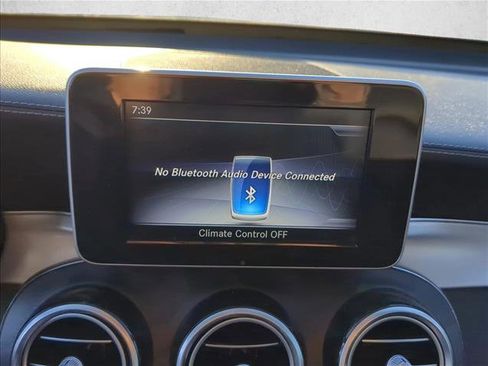 7:39
No Bluetooth Audio Device Connected
Climate Control OFF